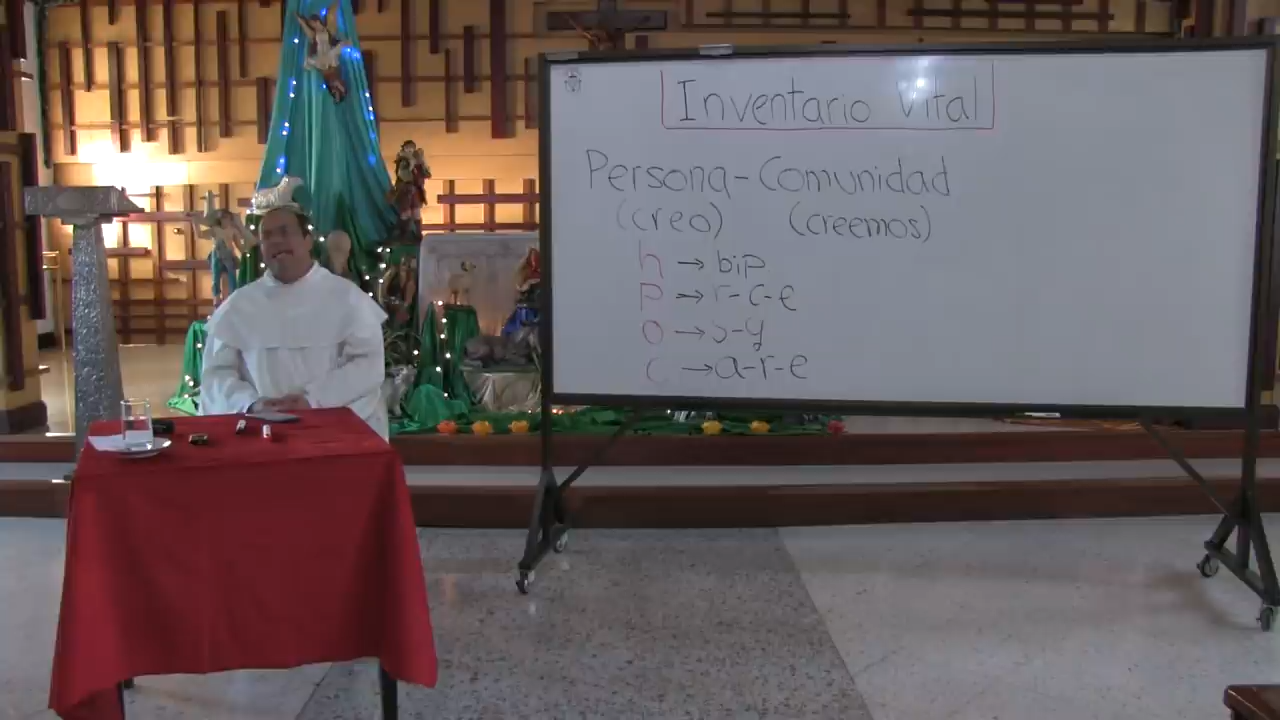 Inventario Vital
Persona-Comunidad
(creo) (creemos)
h → bip
p → r-c-e
o → s-y
c → a-r-e